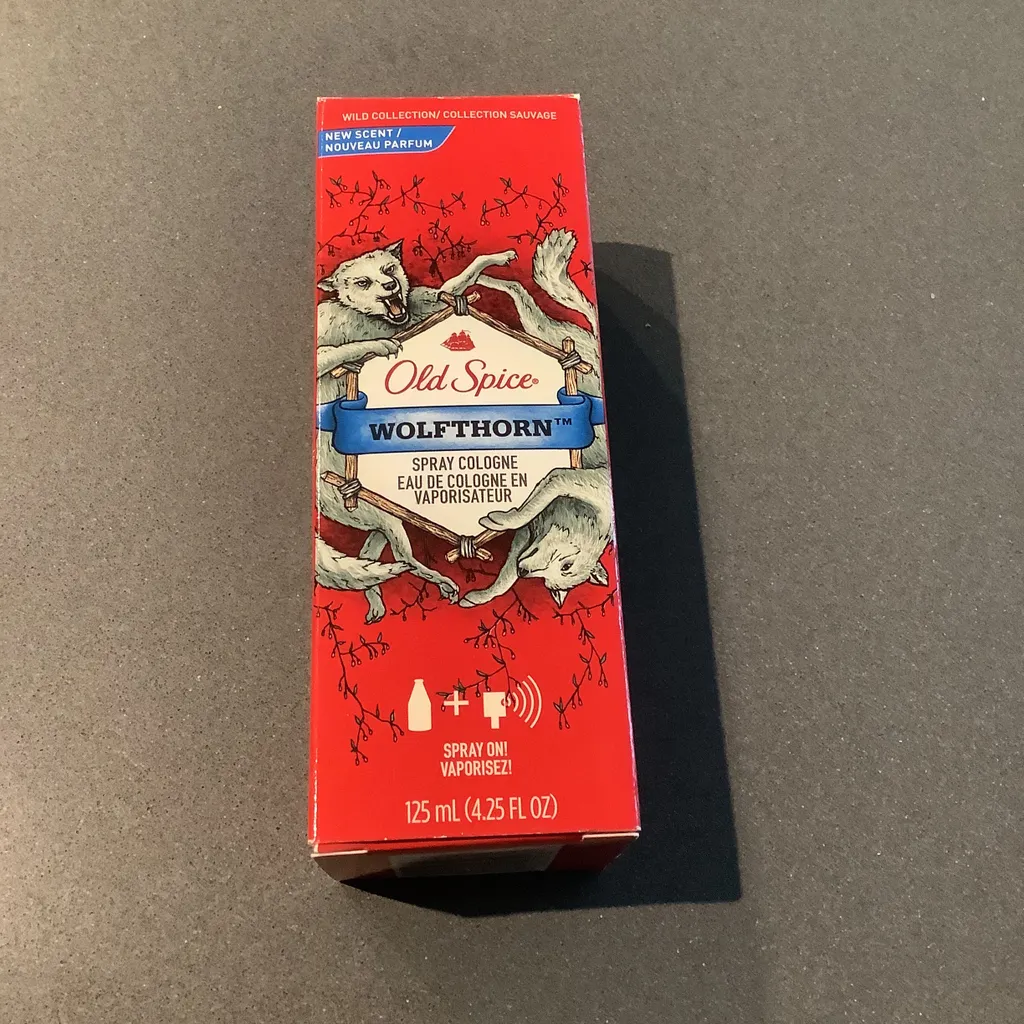 WILD COLLECTION/ COLLECTION SAUVAGE
NEW SCENT /
NOUVEAU PARFUM
Old Spice®
WOLFTHORN™
SPRAY COLOGNE
EAU DE COLOGNE EN
VAPORISATEUR
SPRAY ON!
VAPORISEZ!
125 mL (4.25 FL OZ)